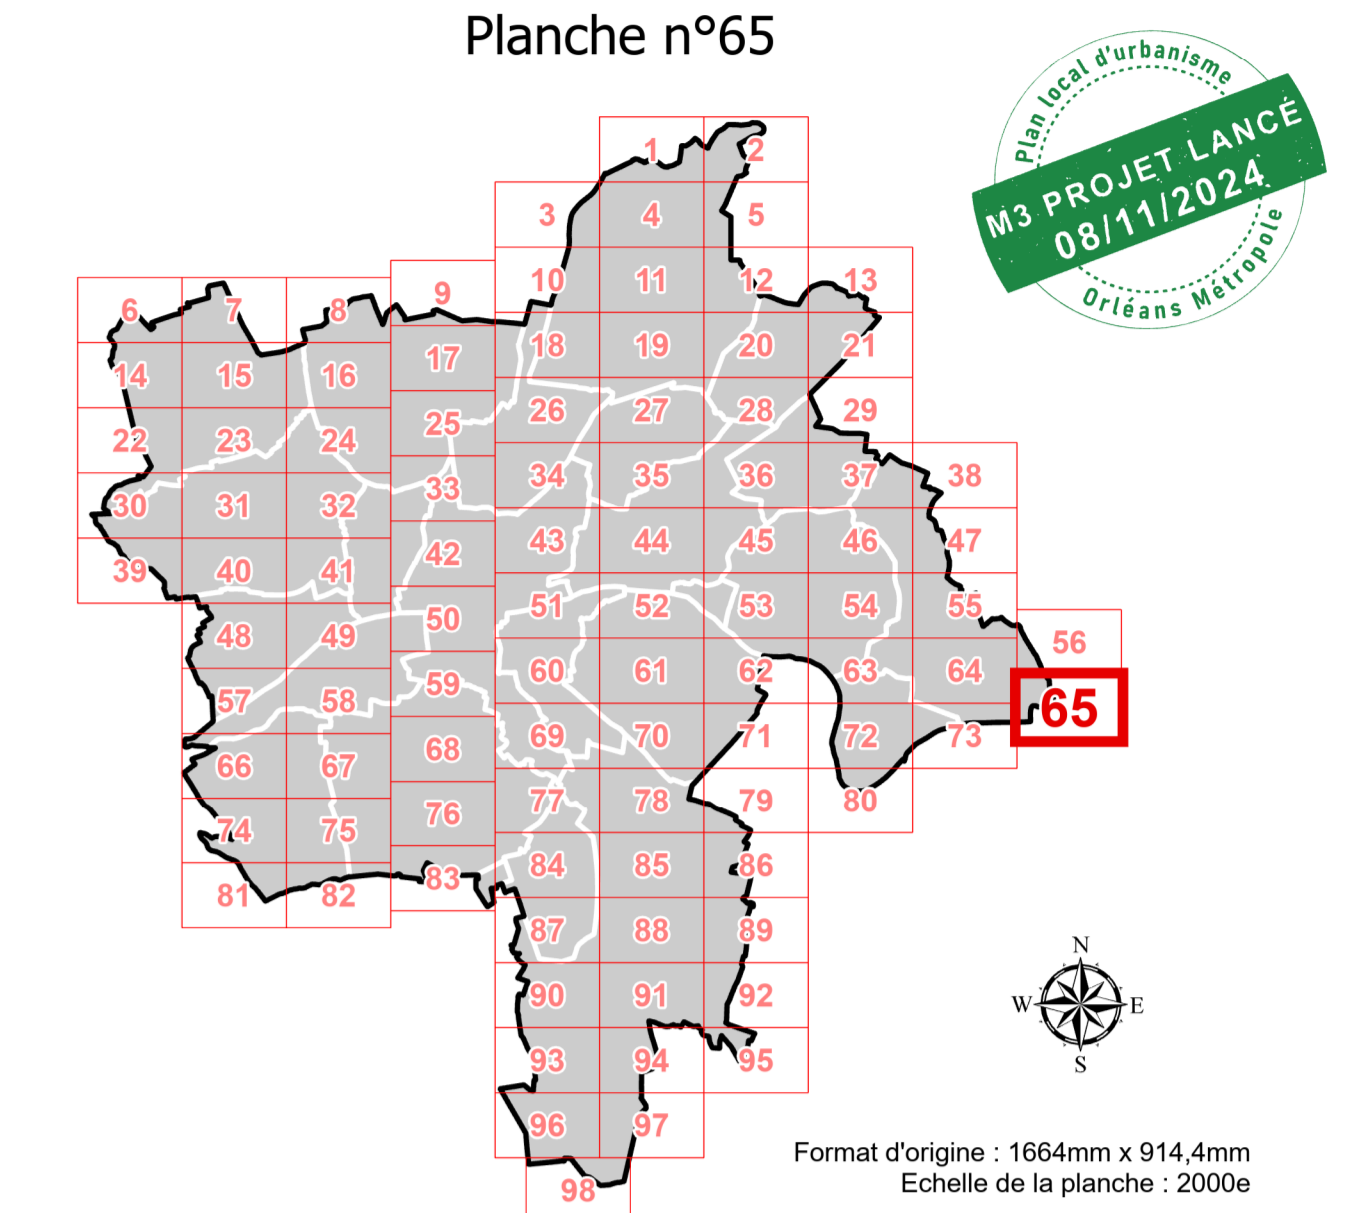 Planche n°65
Plan local d'urbanisme
M3 PROJET LANCÉ
08/11/2024
Orléans Métropole
1 2
3 4 5
10 11 12 13
6 7 8 9
18 19 20 21
14 15 16 17
26 27 28 29
22 23 24 25
34 35 36 37 38
30 31 32 33
43 44 45 46 47
39 40 41 42
51 52 53 54 55
48 49 50
56
60 61 62 63 64
57 58 59
65
69 70 71 72 73
66 67 68
77 78 79 80
74 75 76
84 85 86
81 82 83
87 88 89
N
90 91 92
W E
S
93 94 95
96 97
98
Format d'origine : 1664mm x 914,4mm
Echelle de la planche : 2000e